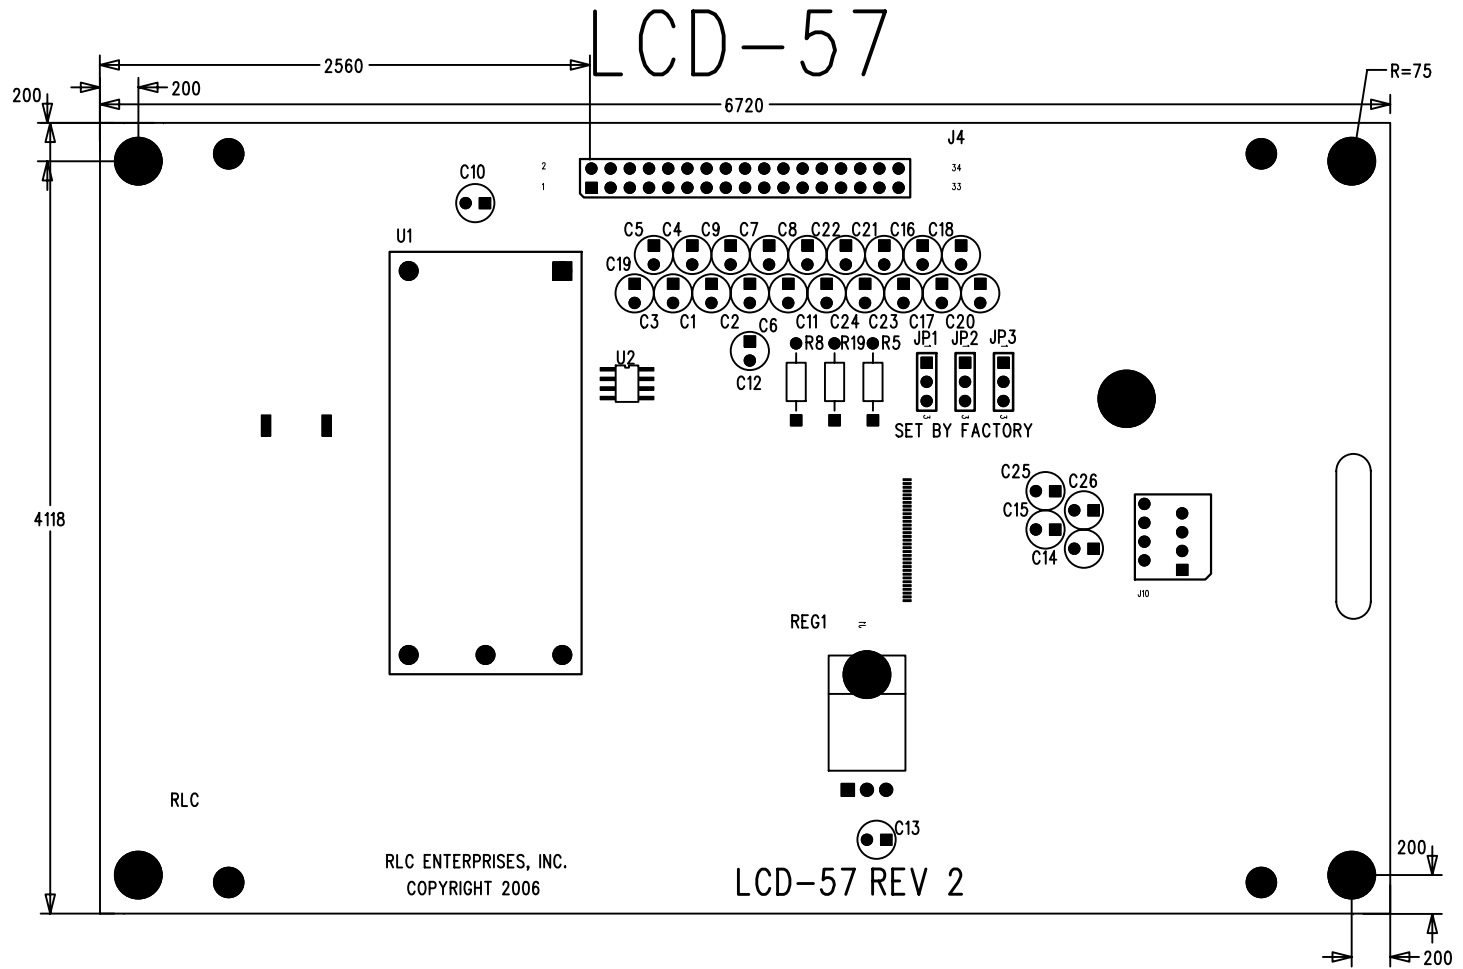 LCD-57
2560
R=75
200
200
6720
J4
2
34
C10
1
33
U1
C5 C4 C9 C7 C8 C22 C21 C16 C18
C19
C3 C1 C2 C6 C11 C24 C23 C17 C20
R8 R19 R5 JP1 JP2 JP3
U2
C12
SET BY FACTORY
C25 C26
C15
4118
C14
J10
REG1
RLC
C13
200
RLC ENTERPRISES, INC.
COPYRIGHT 2006
LCD-57 REV 2
200